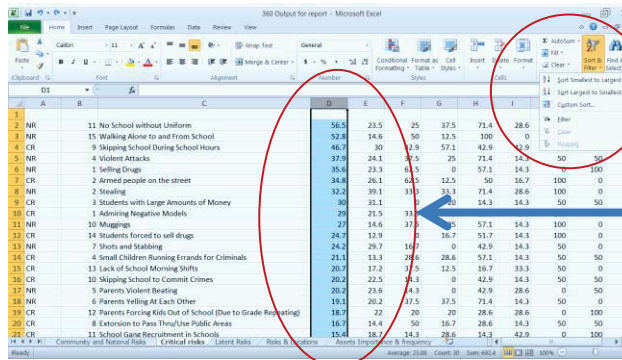 360 Output for report - Microsoft Excel
File Home Insert Page Layout Formulas Data Review View
Calibri 11 Wrap Text General AutoSum
Fill
Paste B I U Merge & Center $ % Conditional Format as Cell Insert Delete Format Clear Sort & Find &
Formatting Table Styles Filter Select
Clipboard Font Alignment Number Styles Cells
Sort Smallest to Largest
Sort Largest to Smallest
Custom Sort...
Filter
Clear
Reapply
D1 fx
A B C D E F G H I
1
2 NR 11 No School without Uniform 56.5 23.5 25 37.5 71.4 28.6
3 NR 15 Walking Alone to and From School 52.8 14.6 50 12.5 100 0
4 CR 9 Skipping School During School Hours 46.7 30 42.9 57.1 42.9 42.9
5 NR 4 Violent Attacks 37.9 24.1 37.5 25 71.4 14.3 50 50
6 NR 1 Selling Drugs 35.6 23.3 62.5 0 57.1 14.3 0 100
7 CR 2 Armed people on the street 34.8 26.1 62.5 12.5 50 16.7 100 0
8 NR 2 Stealing 32.2 39.1 33.3 33.3 71.4 28.6 100 0
9 CR 3 Students with Large Amounts of Money 30 31.1 0 20 14.3 14.3 50 50
10 CR 1 Admiring Negative Models 29 21.5 33.3
11 NR 10 Muggings 27 14.6 37.5 57.1 14.3 100 0
12 CR 14 Students forced to sell drugs 24.7 12.9 0 16.7 51.7 14.3 100 0
13 NR 7 Shots and Stabbing 24.2 29.7 16.7 0 42.9 14.3 50 0
14 CR 4 Small Children Running Errands for Criminals 21.1 13.3 28.6 28.6 57.1 14.3 50 50
15 CR 13 Lack of School Morning Shifts 20.7 17.2 37.5 12.5 16.7 33.3 50 0
16 CR 10 Skipping School to Commit Crimes 20.2 22.5 14.3 0 42.9 14.3 50 50
17 NR 5 Parents Violent Beating 20.2 23.6 14.3 0 28.6 14.3 50 50
18 NR 6 Parents Yelling At Each Other 19.1 20.2 37.5 37.5 71.4 14.3 50 0
19 CR 12 Parents Forcing Kids Out of School (Due to Grade Repeating) 18.7 22 20 20 28.6 28.6 0 100
20 CR 8 Extorsion to Pass Thru/Use Public Areas 16.7 14.4 50 16.7 28.6 14.3 50 50
21 CR 11 School Gang Recruitment in Schools 15.4 18.7 14.3 28.6 14.3 42.9 0 100
Community and National Risks Critical risks Latent Risks Risks & Locations Assets Importance & frequency
Ready Average: 23.08 Count: 30 Sum: 692.4 100%